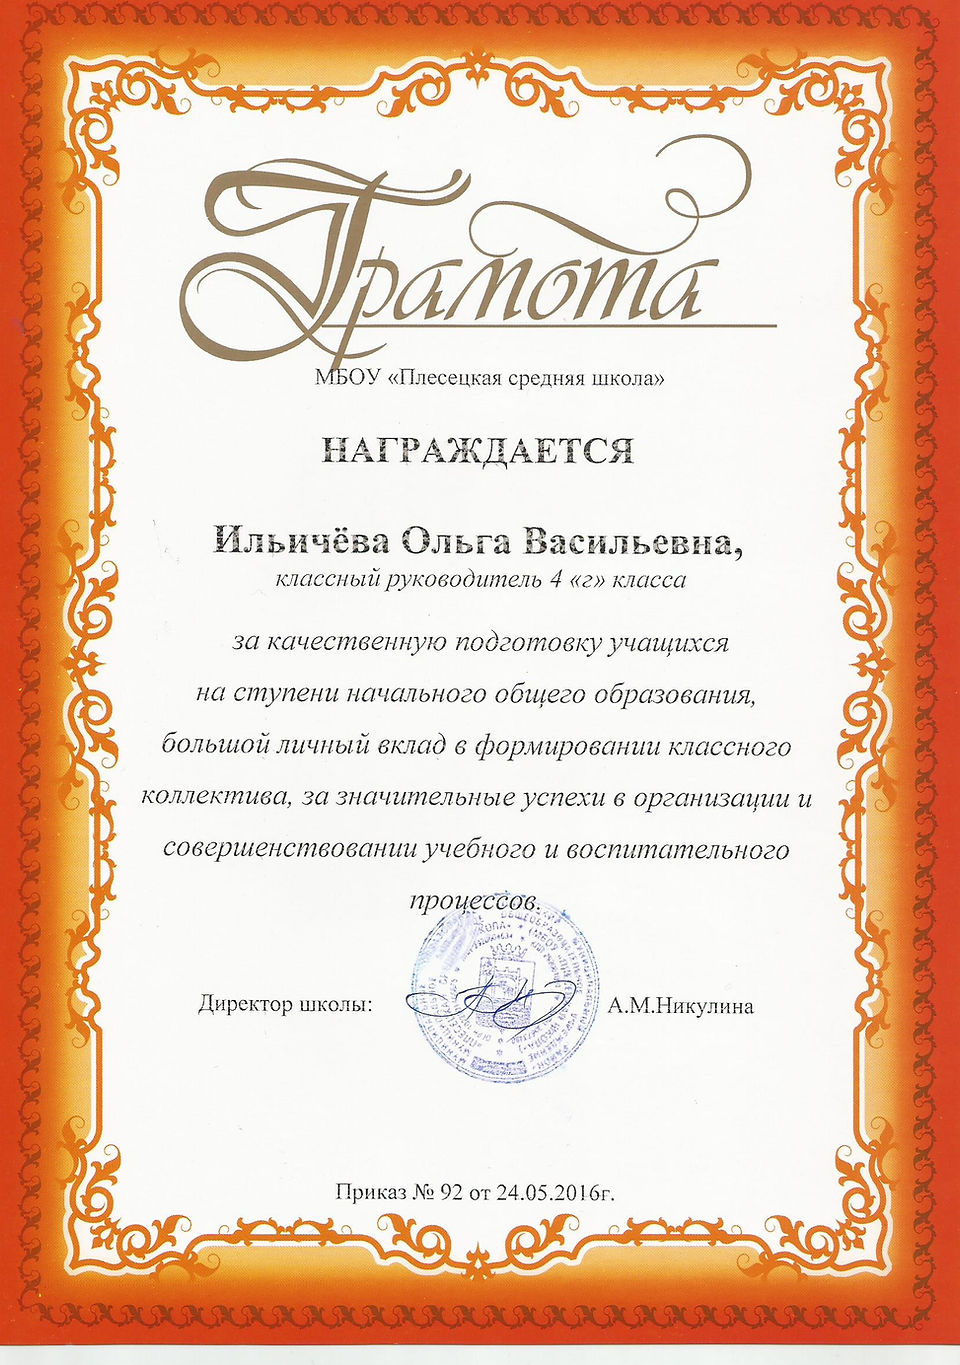 Грамота
МБОУ «Плесецкая средняя школа»
НАГРАЖДАЕТСЯ
Ильичёва Ольга Васильевна,
классный руководитель 4 «г» класса
за качественную подготовку учащихся
на ступени начального общего образования,
большой личный вклад в формировании классного
коллектива, за значительные успехи в организации и
совершенствовании учебного и воспитательного
процессов.
Директор школы: А.М.Никулина
Приказ № 92 от 24.05.2016г.